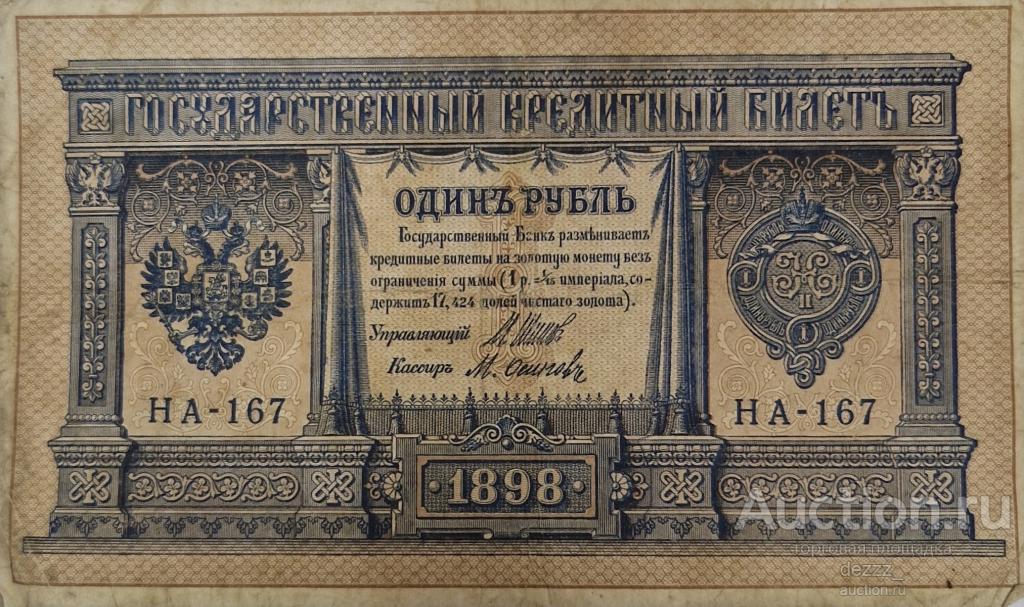 ГОСУДАРСТВЕННЫЙ КРЕДИТНЫЙ БИЛЕТЪ
ОДИНЪ РУБЛЬ
Государственный Банкъ размѣниваетъ
кредитные билеты на золотую монету безъ
ограниченія суммы (1 р. = 1/15 имперіала, со-
держитъ 17,424 долей чистаго золота).
Управляющій
Кассиръ М. Осиповъ
НА-167
НА-167
1898
Auction.ru
торговая площадка
dezzz_
auction.ru